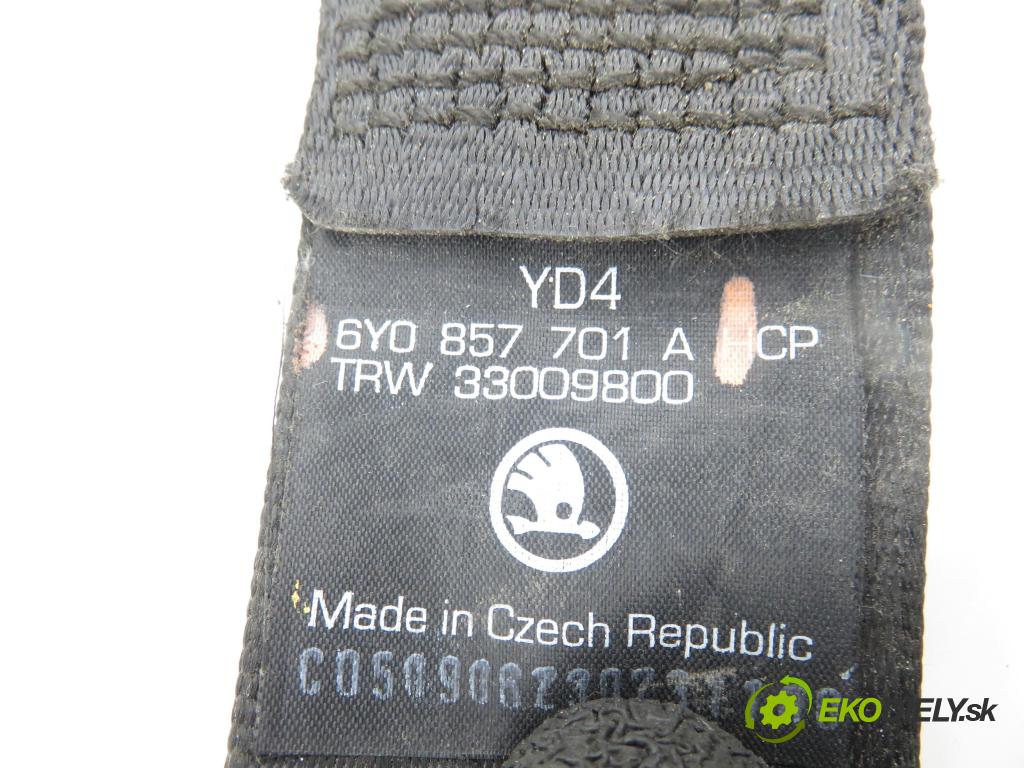 YD4
6Y0 857 701 A HCP
TRW 33009800
Made in Czech Republic